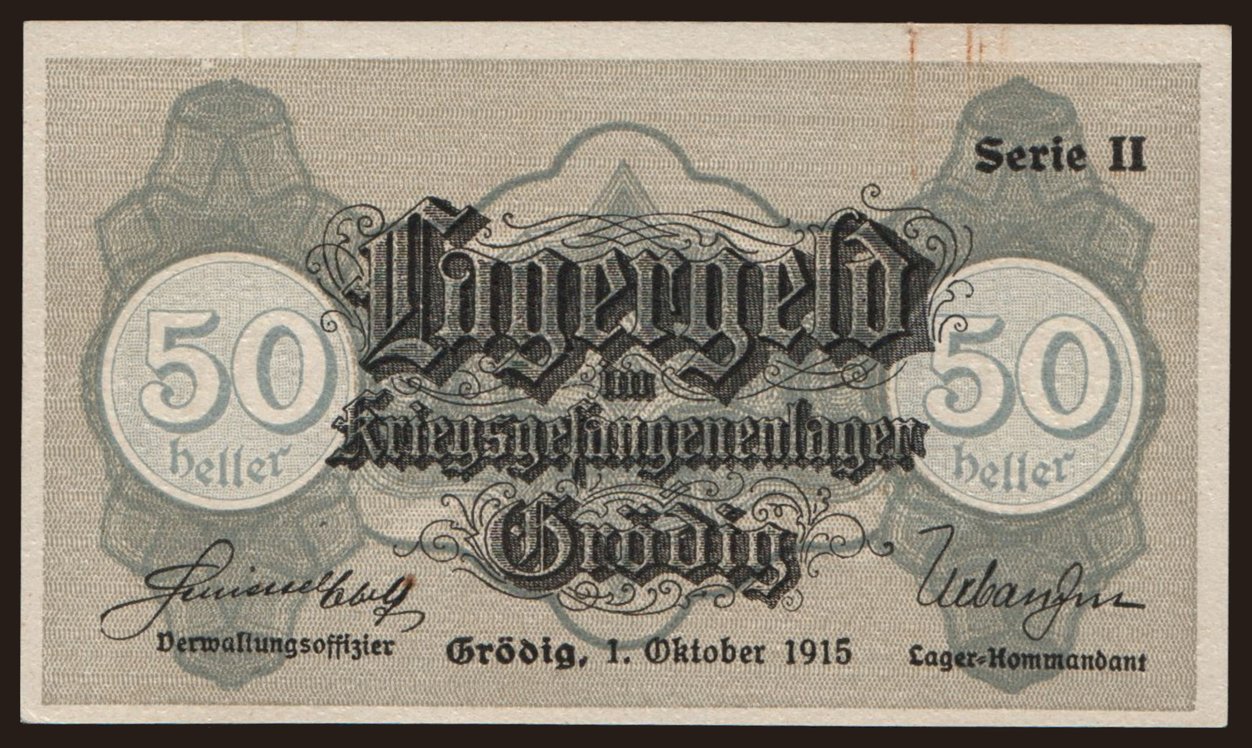 Serie II
Lagergeld
50 heller
im
50 heller
Kriegsgefangenenlager
Grödig
Verwaltungsoffizier
Grödig, 1. Oktober 1915
Lager-Kommandant